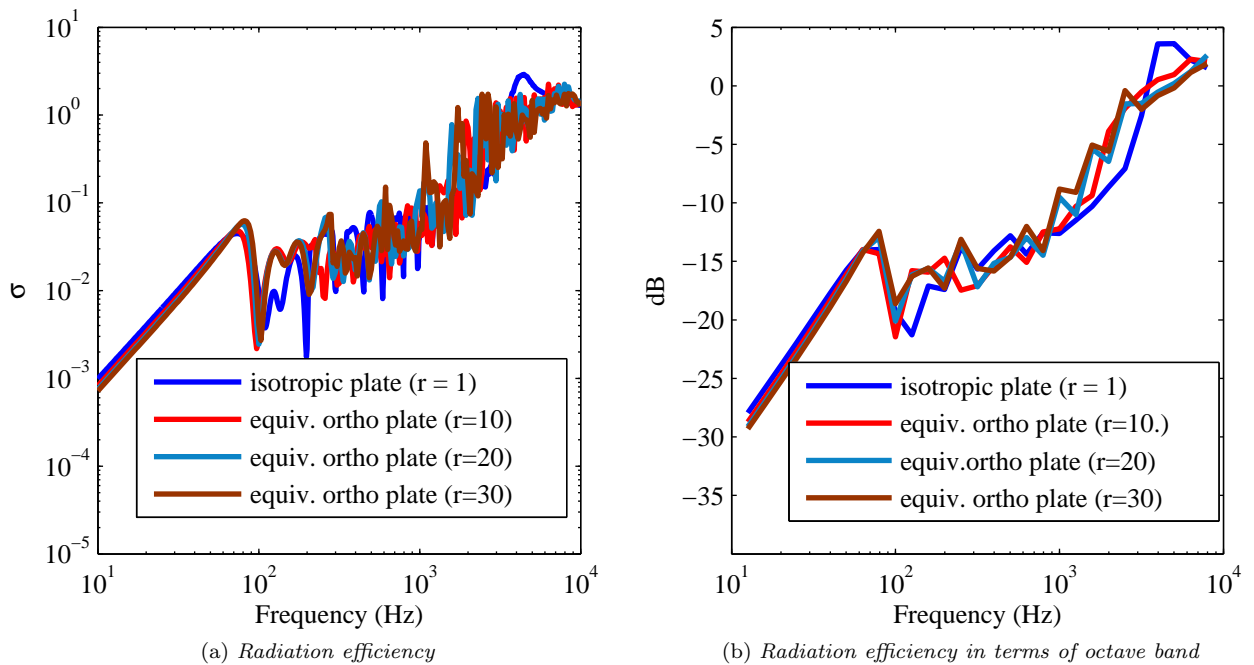 10^1
10^0
10^-1
10^-2
10^-3
10^-4
10^-5
σ
isotropic plate (r = 1)
equiv. ortho plate (r=10)
equiv. ortho plate (r=20)
equiv. ortho plate (r=30)
10^1 10^2 10^3 10^4
Frequency (Hz)
(a) Radiation efficiency
5
0
−5
−10
−15
−20
−25
−30
−35
dB
isotropic plate (r = 1)
equiv. ortho plate (r=10.)
equiv.ortho plate (r=20)
equiv. ortho plate (r=30)
10^1 10^2 10^3 10^4
Frequency (Hz)
(b) Radiation efficiency in terms of octave band